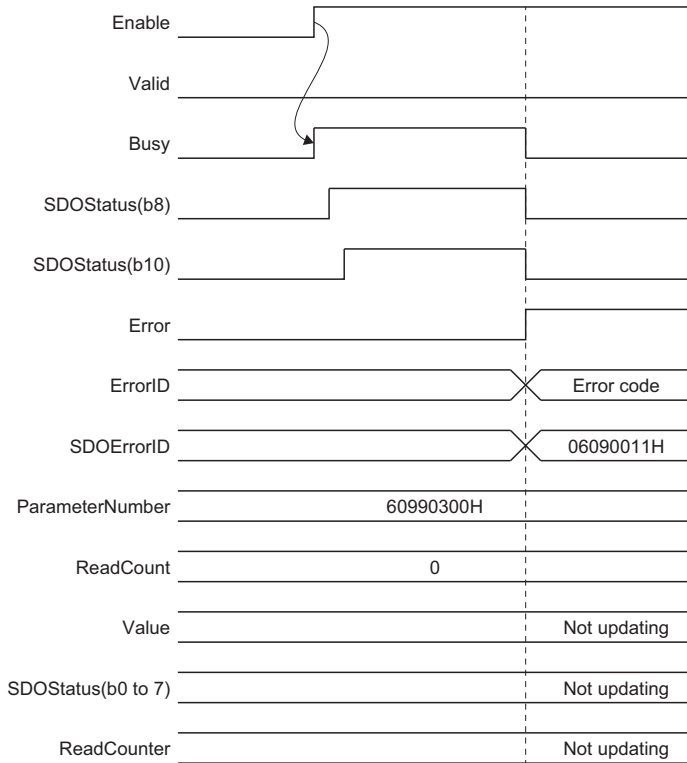 Enable
Valid
Busy
SDOStatus(b8)
SDOStatus(b10)
Error
ErrorID Error code
SDOErrorID 06090011H
ParameterNumber 60990300H
ReadCount 0
Value Not updating
SDOStatus(b0 to 7) Not updating
ReadCounter Not updating